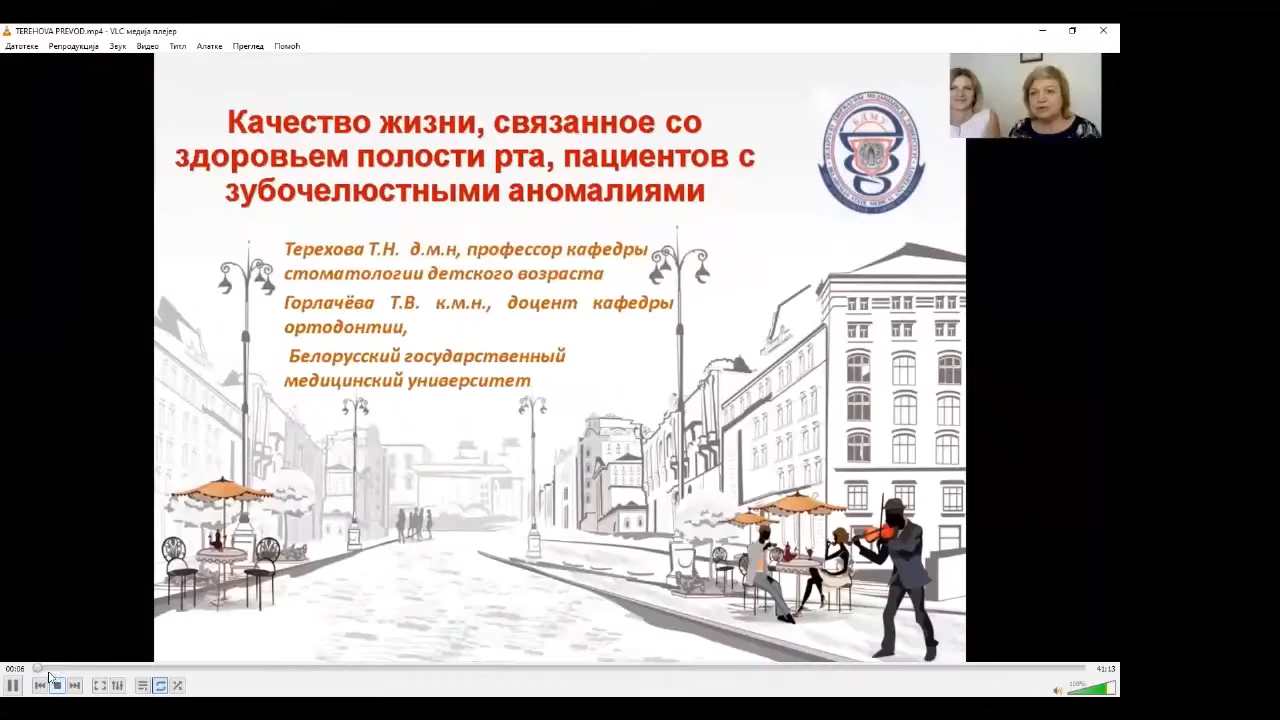 TEREHOVA PREVOD.mp4 - VLC медија плејер
Датотеке Репродукција Звук Видео Титл Алатке Преглед Помоћ
Качество жизни, связанное со
здоровьем полости рта, пациентов с
зубочелюстными аномалиями
БДМУ
Терехова Т.Н. д.м.н, профессор кафедры
стоматологии детского возраста
Горлачёва Т.В. к.м.н., доцент кафедры
ортодонтии,
Белорусский государственный
медицинский университет
00:06
41:13
100%